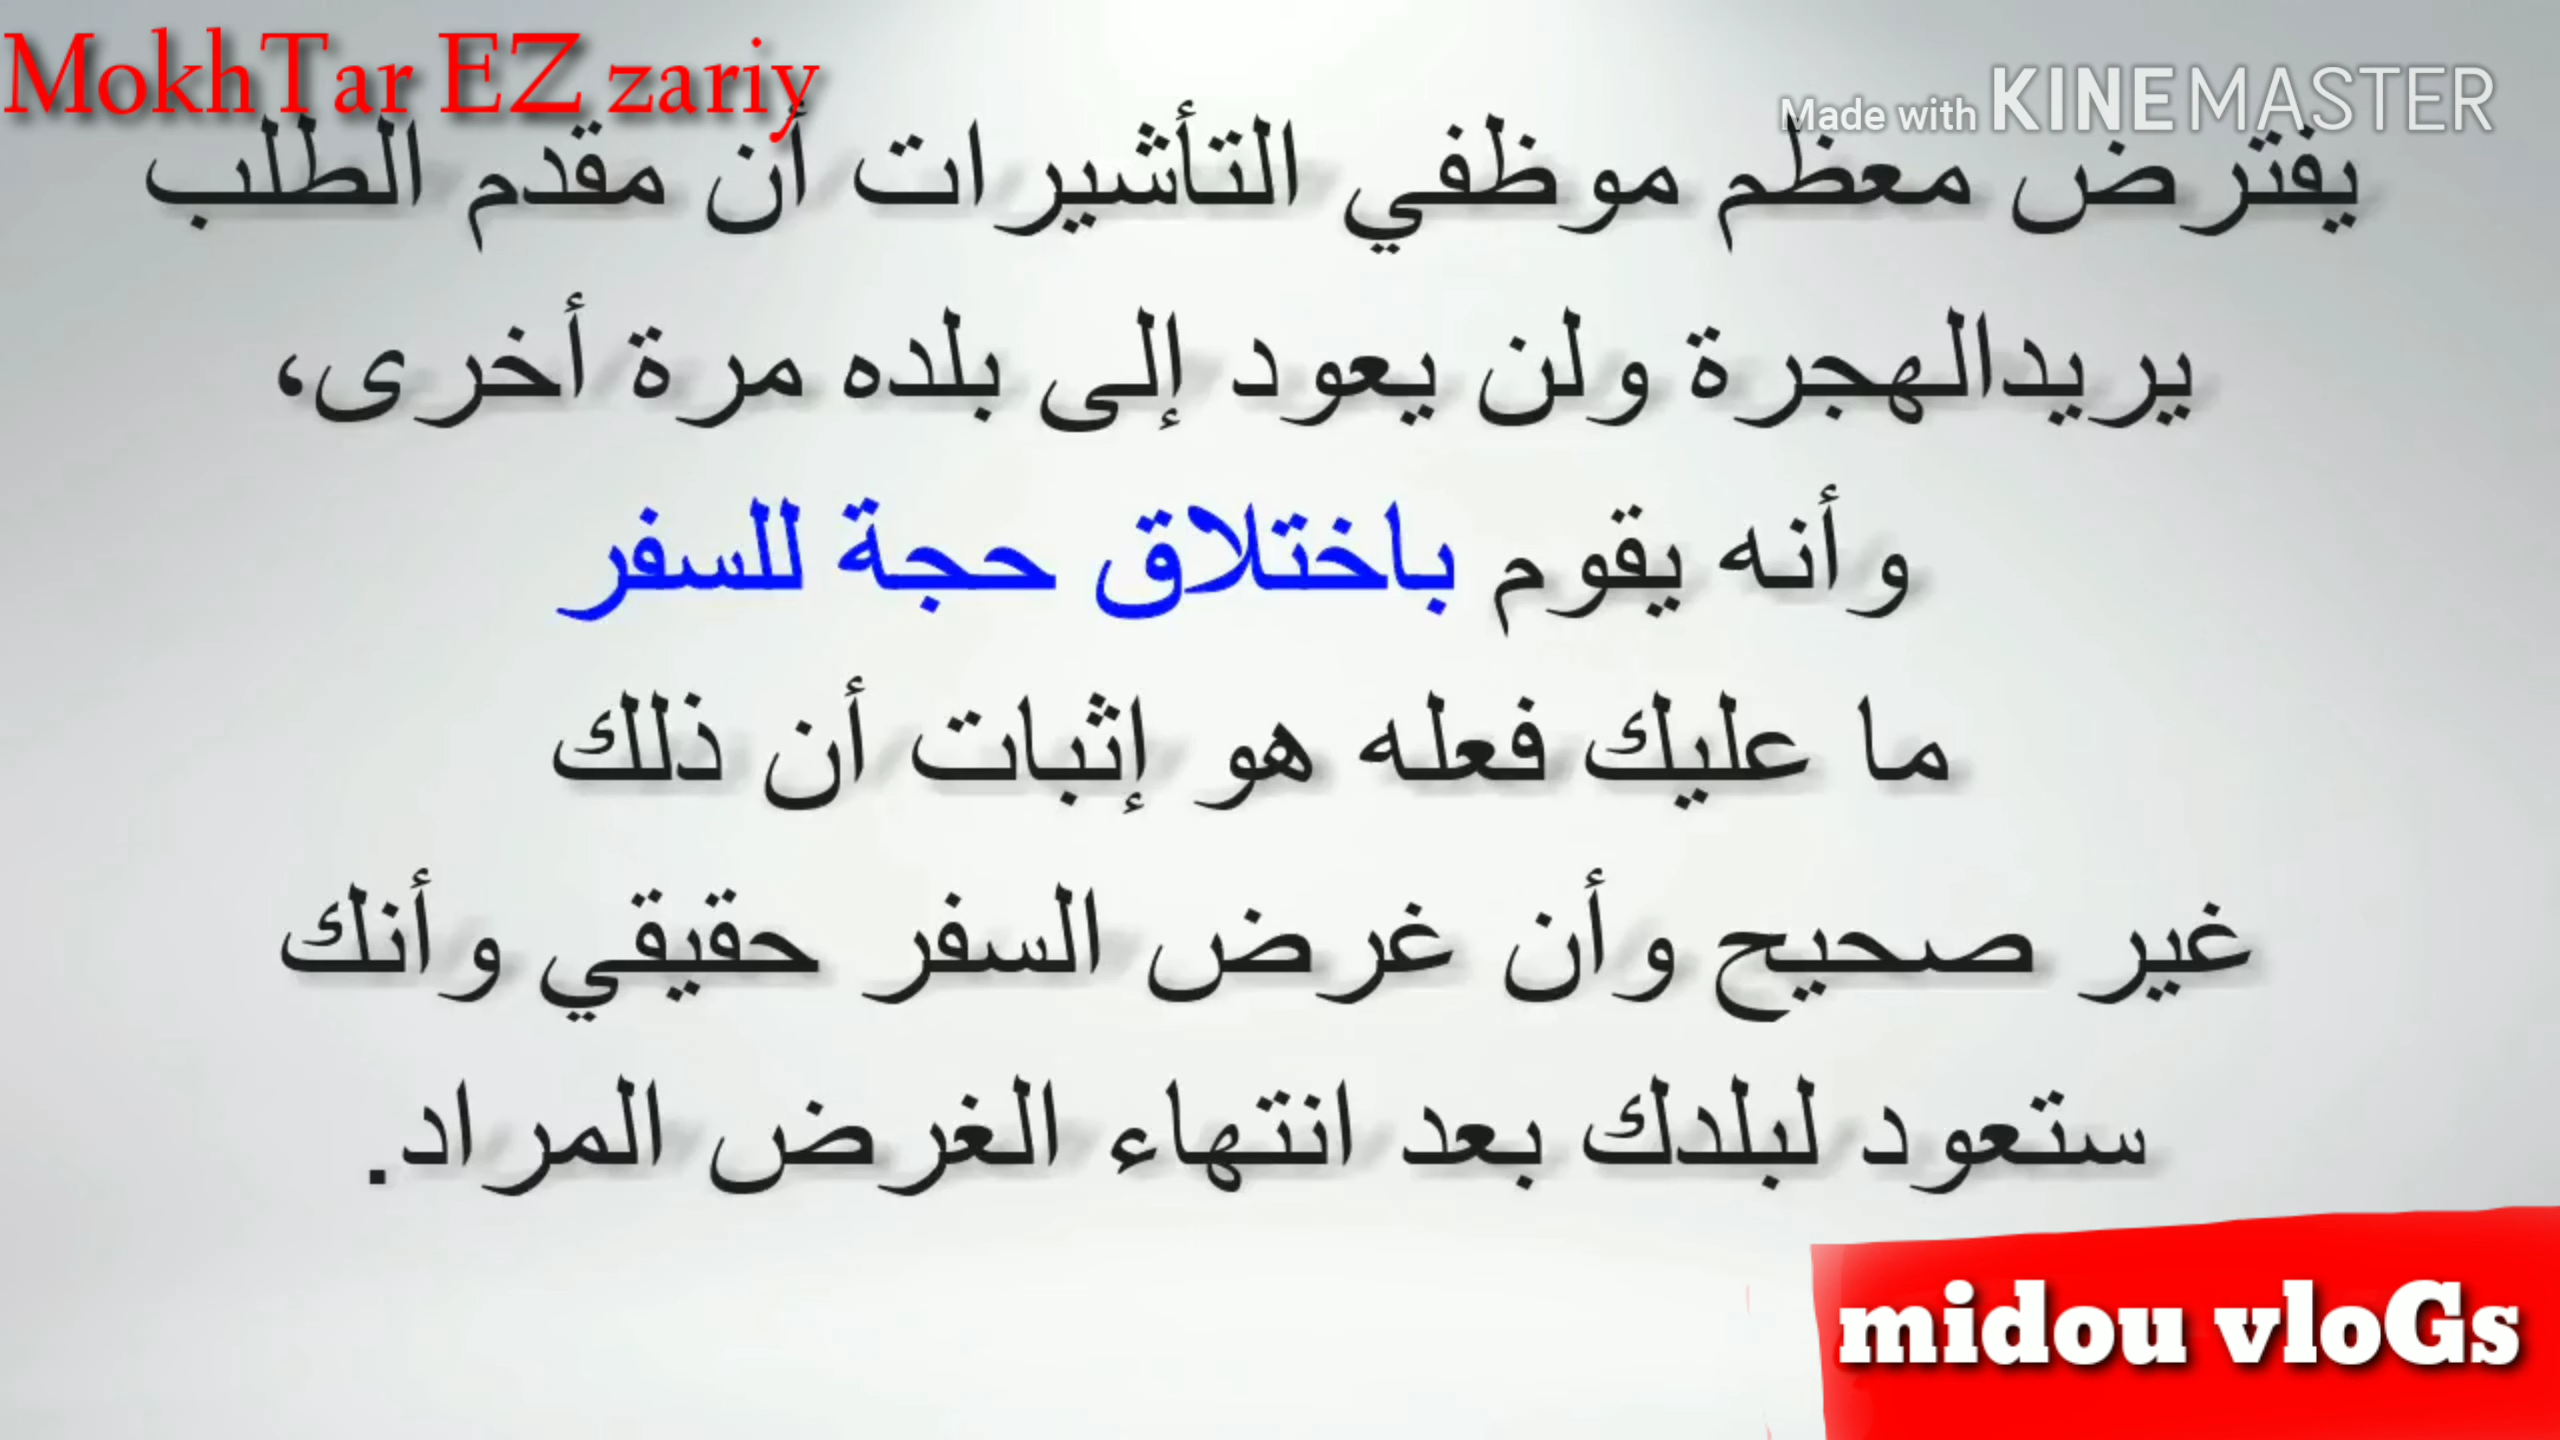 MokhTar EZ zariy
Made with KINEMASTER
يفترض معظم موظفي التأشيرات أن مقدم الطلب
يريدالهجرة ولن يعود إلى بلده مرة أخرى،
وأنه يقوم باختلاق حجة للسفر
ما عليك فعله هو إثبات أن ذلك
غير صحيح وأن غرض السفر حقيقي وأنك
ستعود لبلدك بعد انتهاء الغرض المراد.
midou vloGs